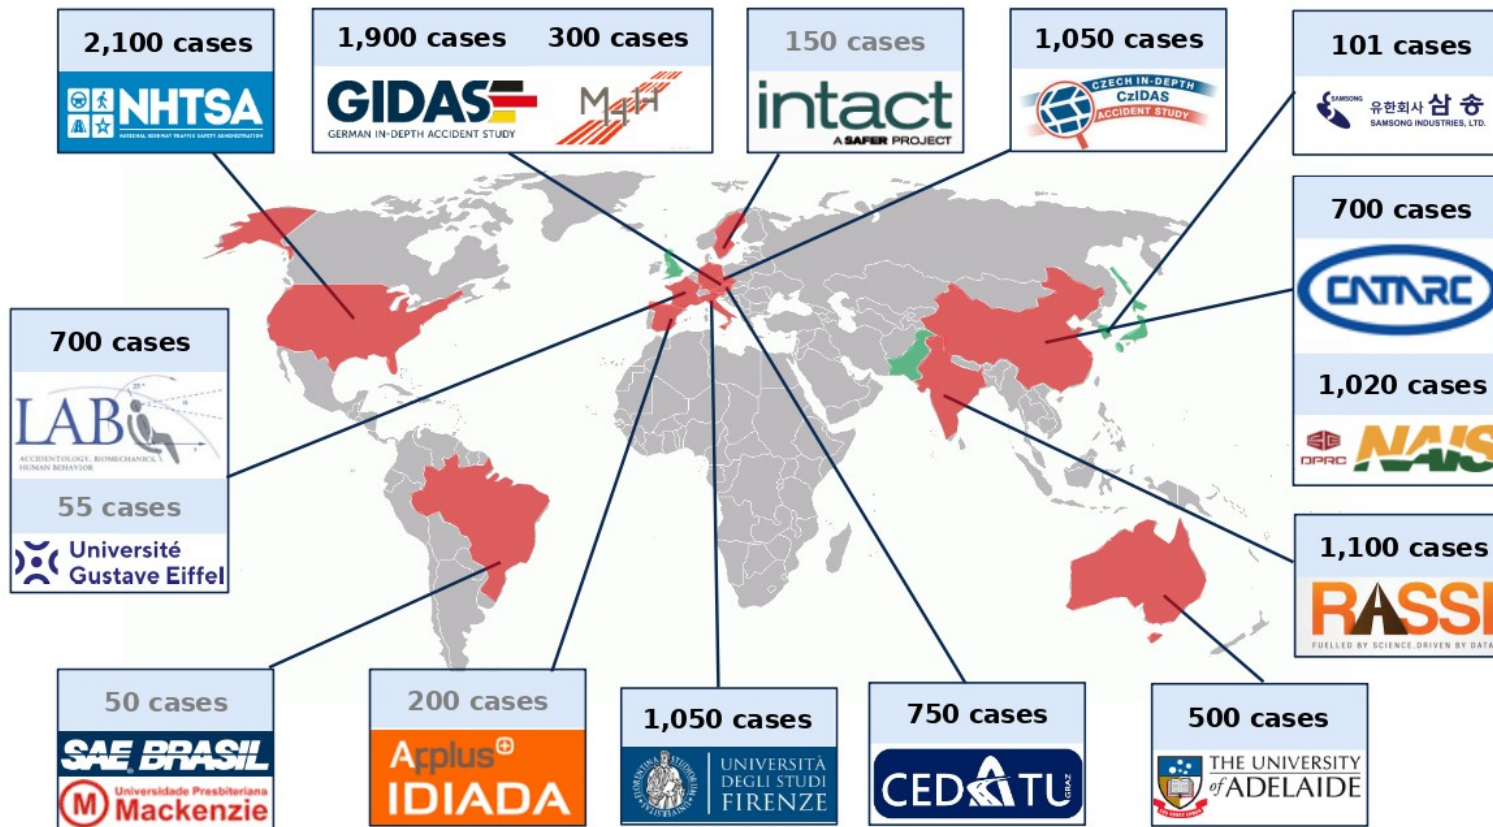 2,100 cases
NHTSA
NATIONAL HIGHWAY TRAFFIC SAFETY ADMINISTRATION
1,900 cases 300 cases
GIDAS
GERMAN IN-DEPTH ACCIDENT STUDY
MHH
150 cases
intact
A SAFER PROJECT
1,050 cases
CZECH IN-DEPTH
CzIDAS
ACCIDENT STUDY
101 cases
SAMSONG 유한회사 삼송
SAMSONG INDUSTRIES, LTD.
700 cases
CATARC
1,020 cases
DPRC NAIS
1,100 cases
RASSI
FUELLED BY SCIENCE.DRIVEN BY DATA
700 cases
25°
LAB
ACCIDENTOLOGY, BIOMECHANICS,
HUMAN BEHAVIOR
55 cases
Université
Gustave Eiffel
50 cases
SAE BRASIL
M Universidade Presbiteriana
Mackenzie
200 cases
Applus+
IDIADA
1,050 cases
UNIVERSITÀ
DEGLI STUDI
FIRENZE
750 cases
CEDATU
GRAZ
500 cases
THE UNIVERSITY
of ADELAIDE